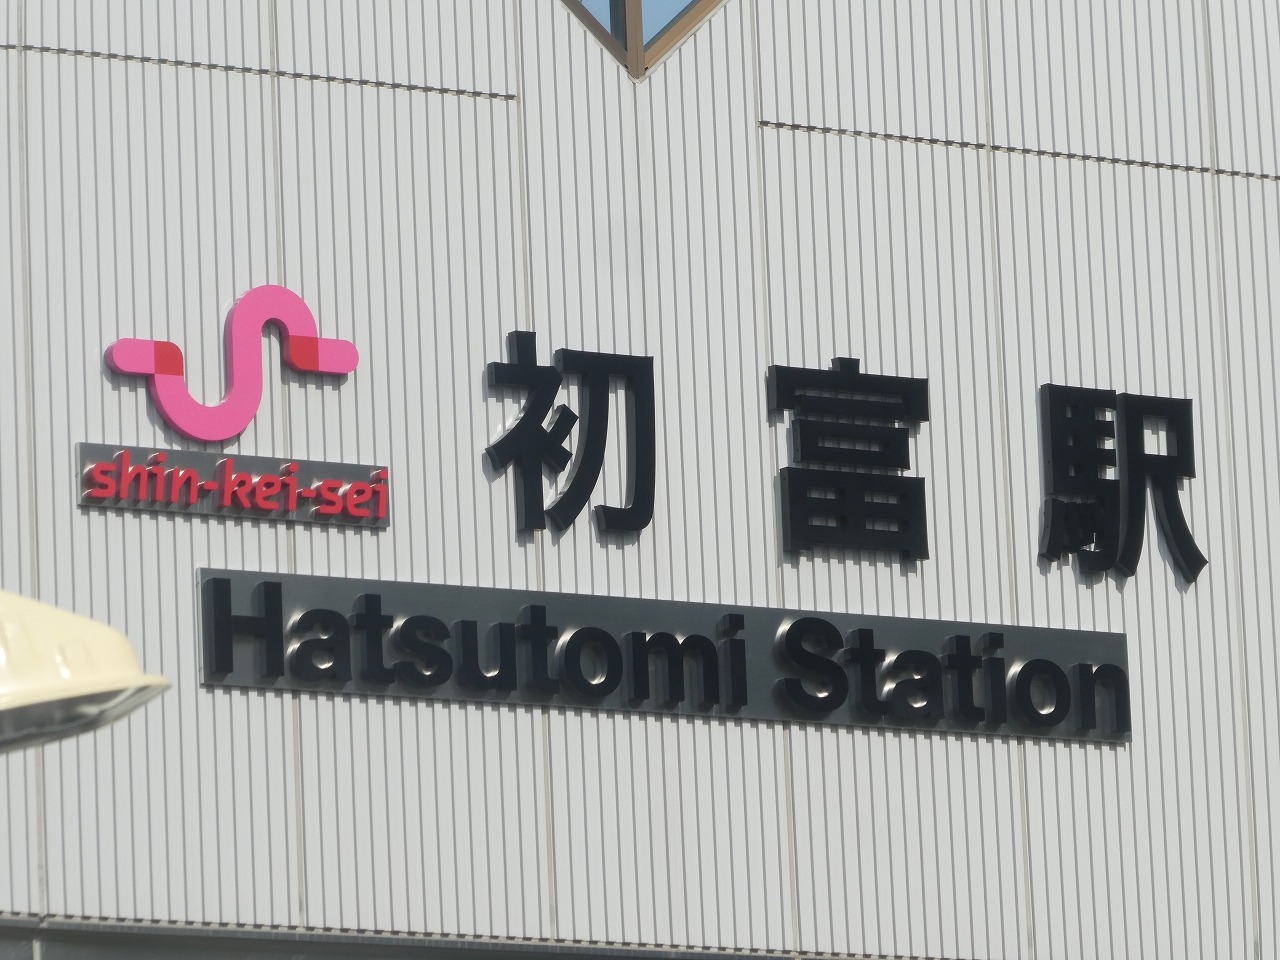 shin-kei-sei
初富駅
Hatsutomi Station